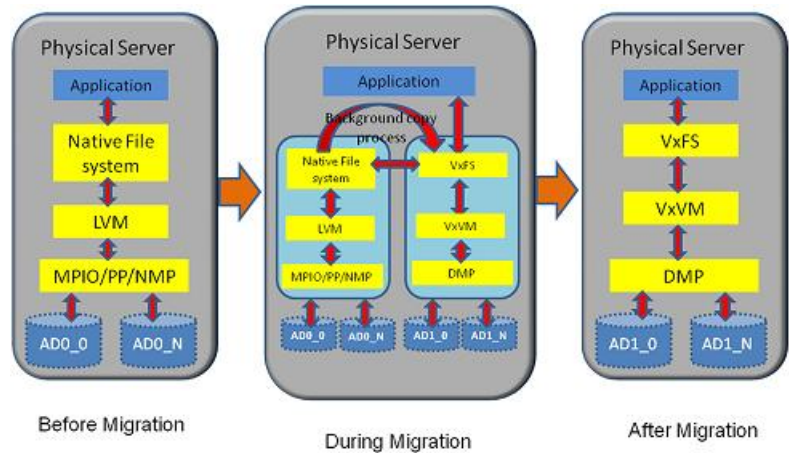 Physical Server
Application
Native File
system
LVM
MPIO/PP/NMP
AD0_0
AD0_N
Before Migration
Physical Server
Application
Background copy
process
Native File
system
LVM
MPIO/PP/NMP
VxFS
VxVM
DMP
AD0_0
AD0_N
AD1_0
AD1_N
During Migration
Physical Server
Application
VxFS
VxVM
DMP
AD1_0
AD1_N
After Migration